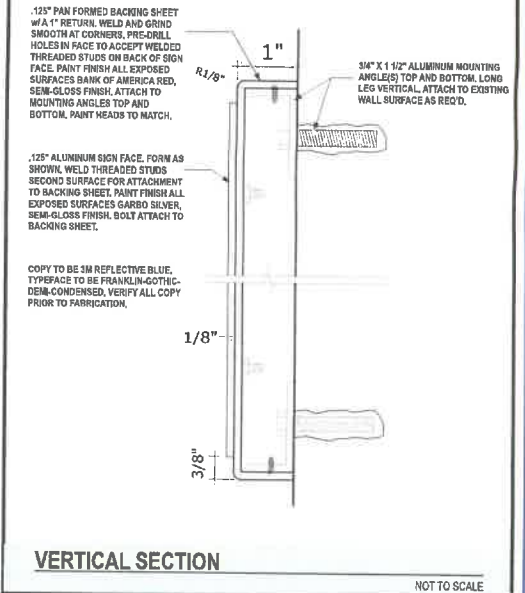 .125" PAN FORMED BACKING SHEET
w/ A 1" RETURN. WELD AND GRIND
SMOOTH AT CORNERS, PRE-DRILL
HOLES IN FACE TO ACCEPT WELDED
THREADED STUDS ON BACK OF SIGN
FACE. PAINT FINISH ALL EXPOSED
SURFACES BANK OF AMERICA RED,
SEMI-GLOSS FINISH. ATTACH TO
MOUNTING ANGLES TOP AND
BOTTOM. PAINT HEADS TO MATCH.
1"
R1/8"
3/4" X 1 1/2" ALUMINUM MOUNTING
ANGLE(S) TOP AND BOTTOM. LONG
LEG VERTICAL, ATTACH TO EXISTING
WALL SURFACE AS REQ'D.
.125" ALUMINUM SIGN FACE. FORM AS
SHOWN. WELD THREADED STUDS
SECOND SURFACE FOR ATTACHMENT
TO BACKING SHEET. PAINT FINISH ALL
EXPOSED SURFACES GARBO SILVER,
SEMI-GLOSS FINISH. BOLT ATTACH TO
BACKING SHEET.
COPY TO BE 3M REFLECTIVE BLUE.
TYPEFACE TO BE FRANKLIN-GOTHIC-
DEMI-CONDENSED, VERIFY ALL COPY
PRIOR TO FABRICATION.
1/8"
3/8"
VERTICAL SECTION
NOT TO SCALE